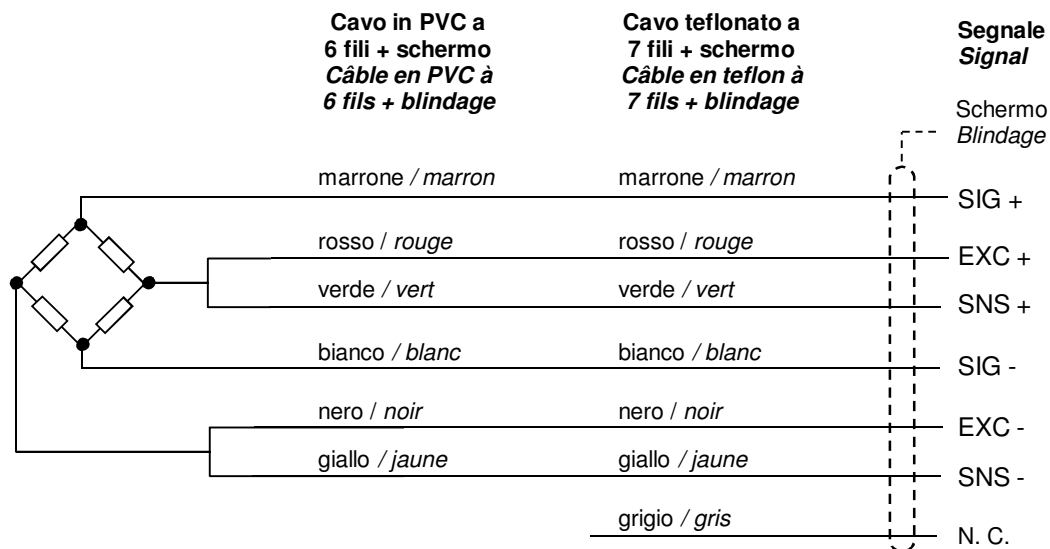 Cavo in PVC a
6 fili + schermo
Câble en PVC à
6 fils + blindage
Cavo teflonato a
7 fili + schermo
Câble en teflon à
7 fils + blindage
Segnale
Signal
Schermo
Blindage
marrone / marron
marrone / marron
SIG +
rosso / rouge
rosso / rouge
EXC +
verde / vert
verde / vert
SNS +
bianco / blanc
bianco / blanc
SIG -
nero / noir
nero / noir
EXC -
giallo / jaune
giallo / jaune
SNS -
grigio / gris
N. C.